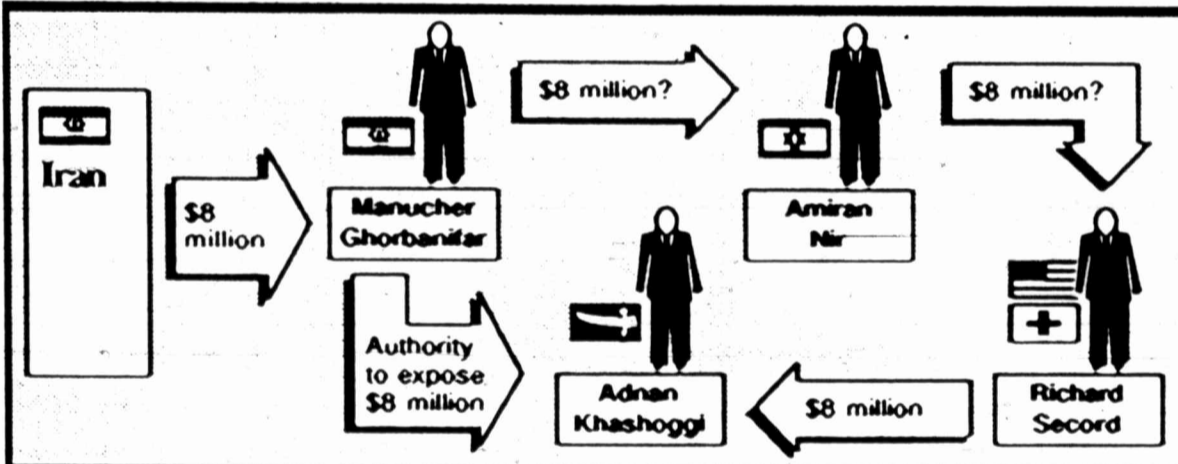 Iran
$8
million
Manucher
Ghorbanifar
$8 million?
Amiran
Nir
$8 million?
Authority
to expose
$8 million
Adnan
Khashoggi
$8 million
Richard
Secord